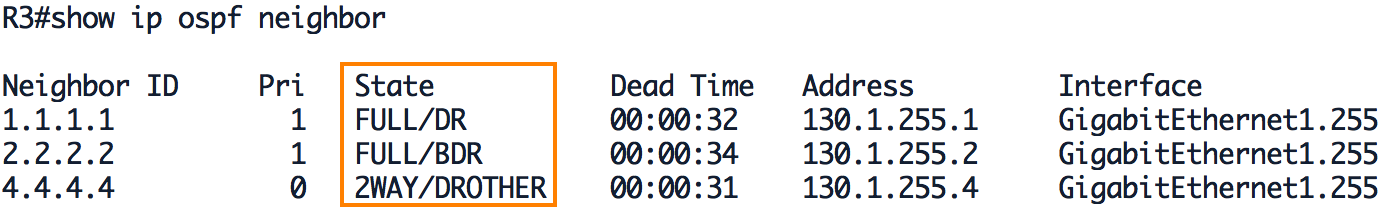 R3#show ip ospf neighbor
Neighbor ID Pri State Dead Time Address Interface
1.1.1.1 1 FULL/DR 00:00:32 130.1.255.1 GigabitEthernet1.255
2.2.2.2 1 FULL/BDR 00:00:34 130.1.255.2 GigabitEthernet1.255
4.4.4.4 0 2WAY/DROTHER 00:00:31 130.1.255.4 GigabitEthernet1.255